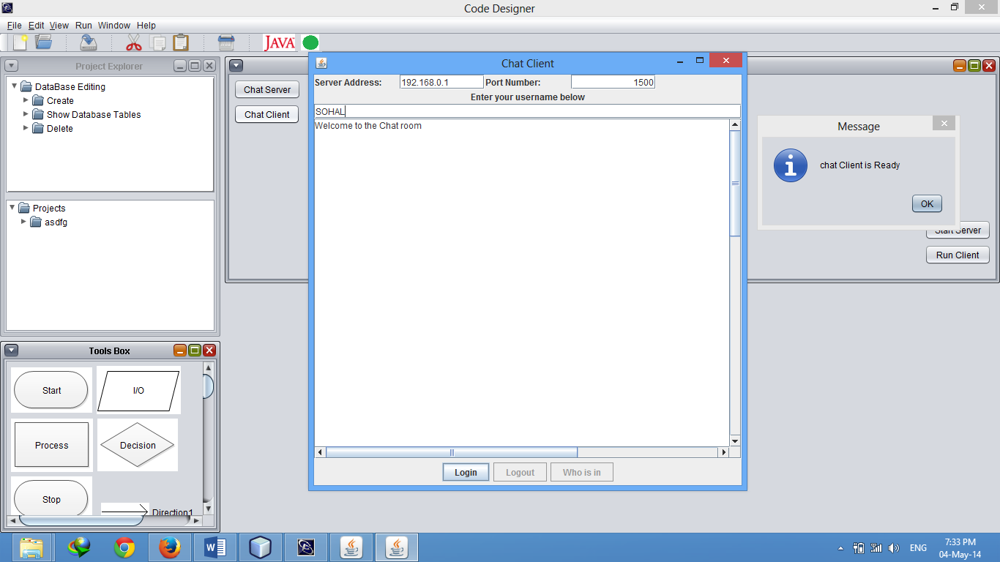 Code Designer
File Edit View Run Window Help
JAVA
Project Explorer
DataBase Editing
Create
Show Database Tables
Delete
Projects
asdfg
Tools Box
Start
I/O
Process
Decision
Stop
Direction1
Chat Server
Chat Client
Chat Client
Server Address: 192.168.0.1 Port Number: 1500
Enter your username below
SOHAL
Welcome to the Chat room
Login Logout Who is in
Message
chat Client is Ready
OK
Start Server
Run Client
ENG
7:33 PM
04-May-14